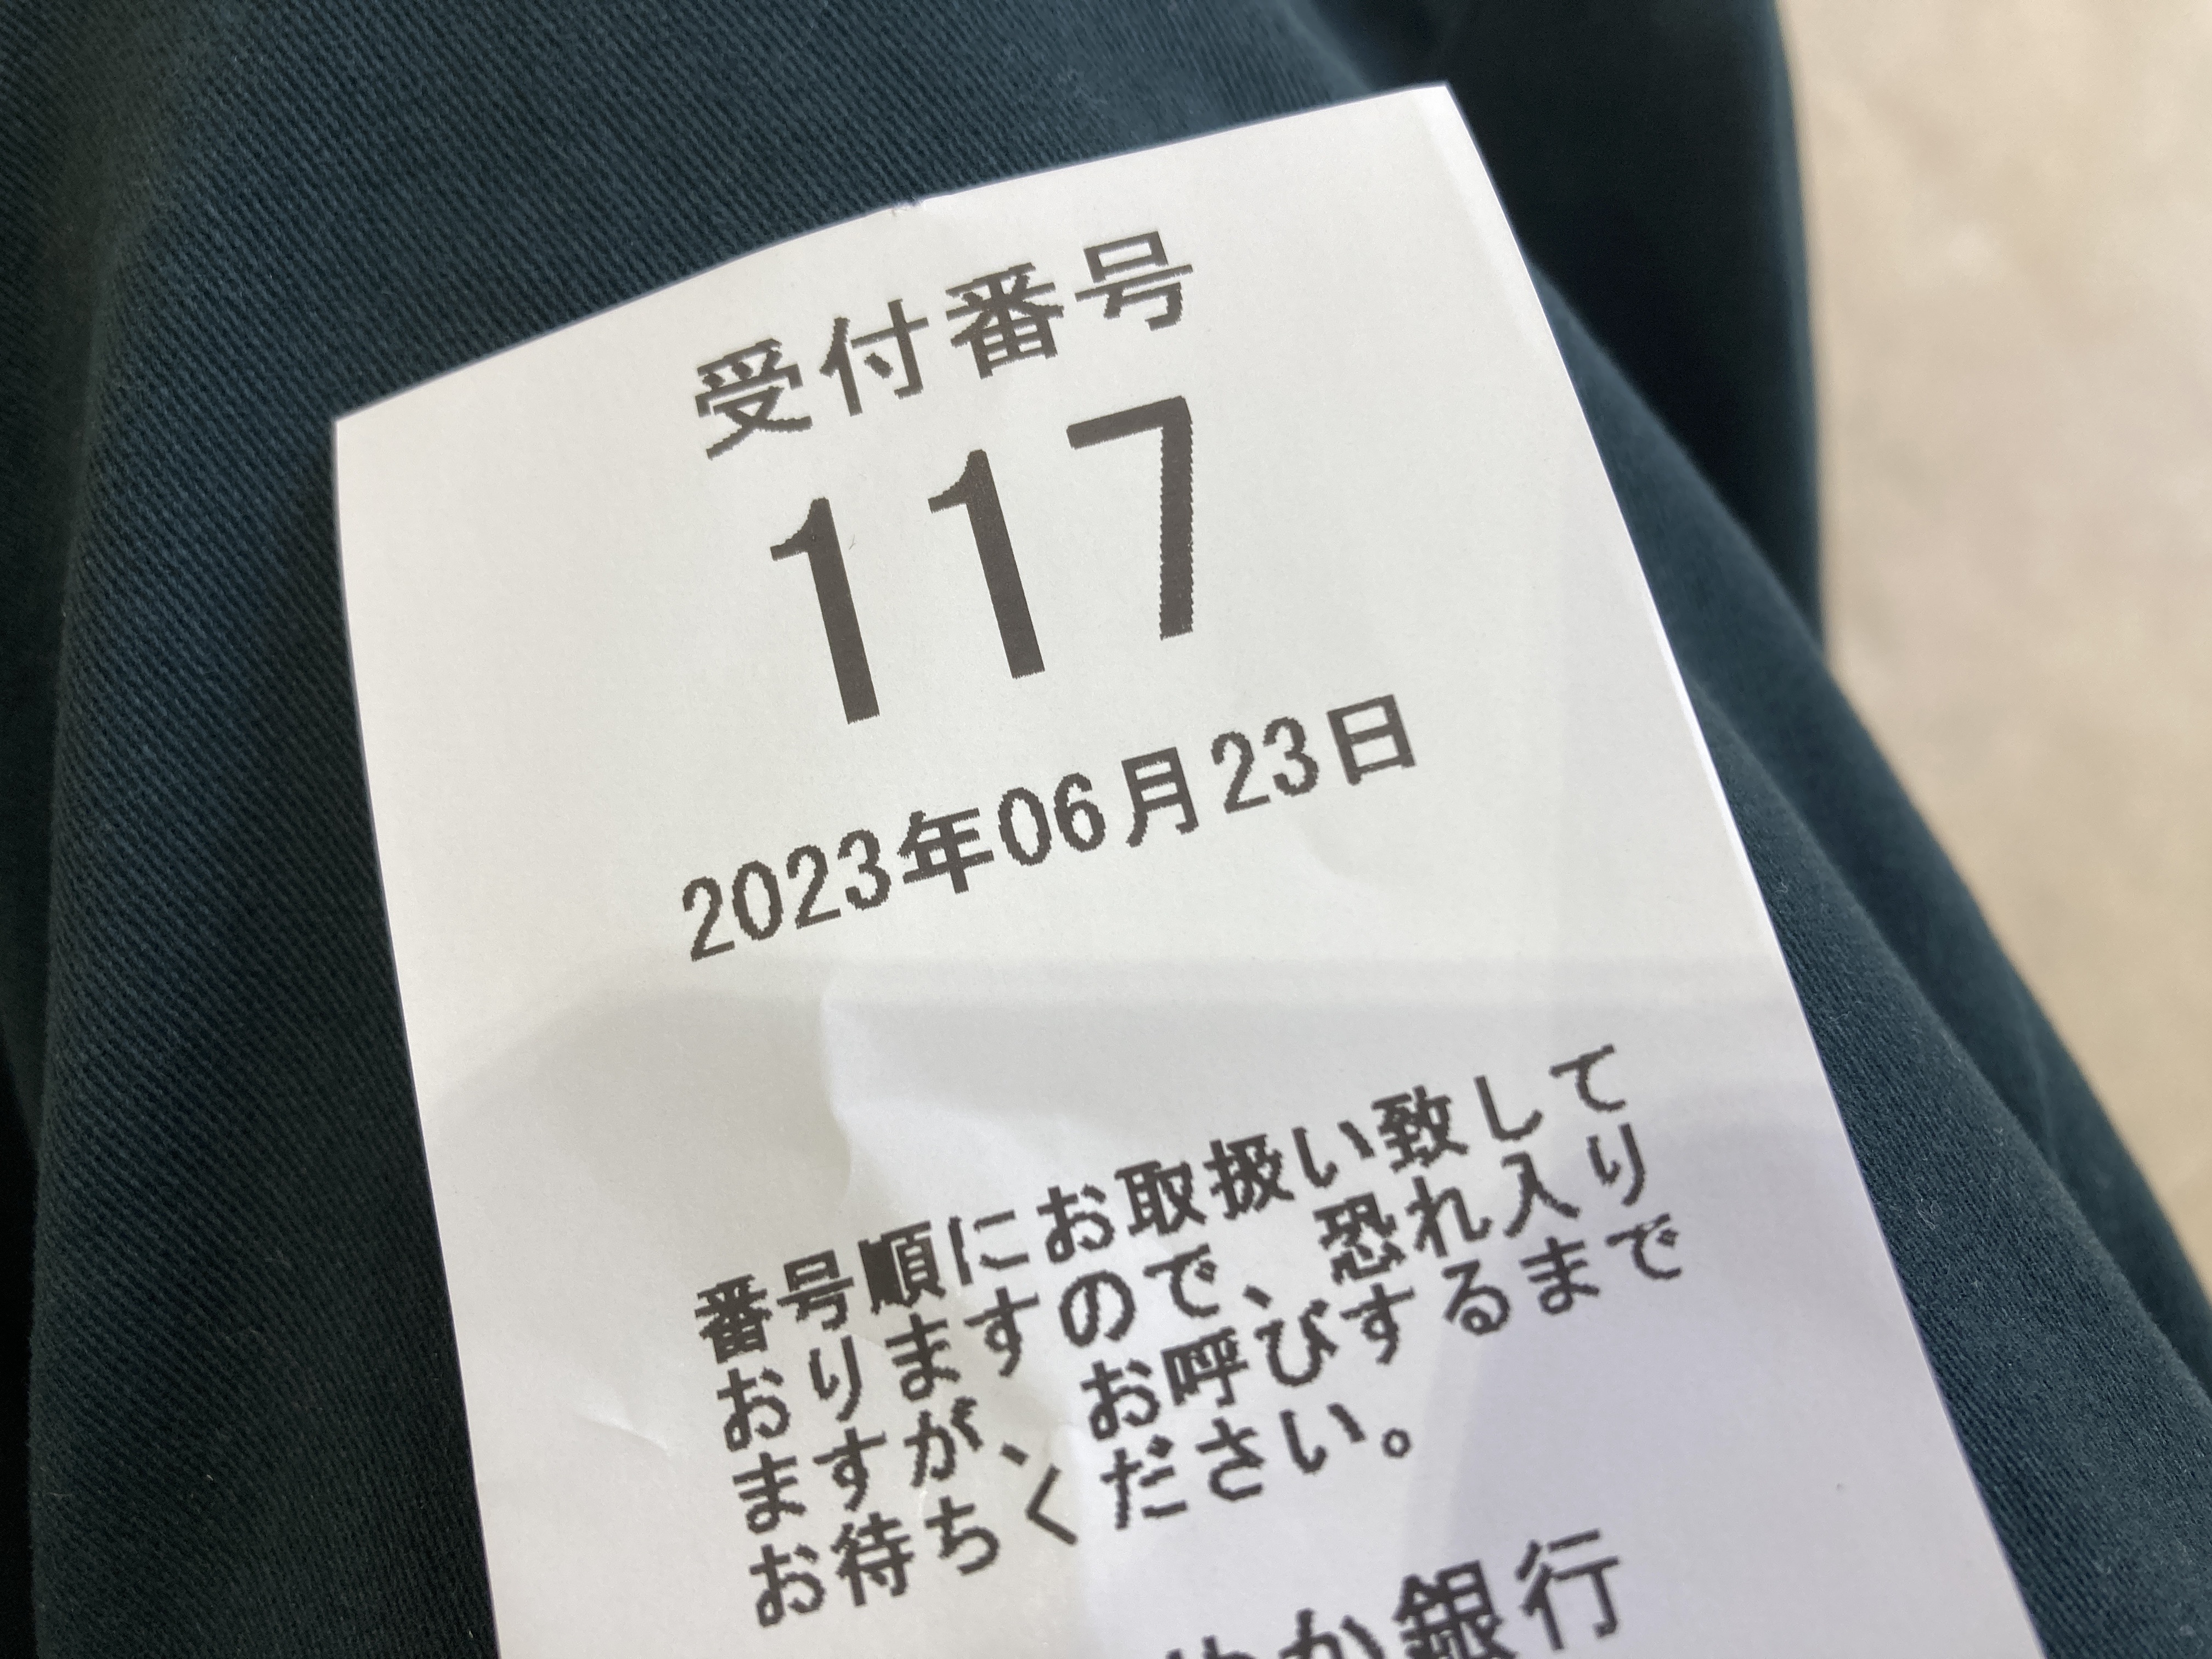 受付番号
117
2023年06月23日
番号順にお取扱い致して
おりますので、恐れ入り
ますが、お呼びするまで
お待ちください。
か銀行